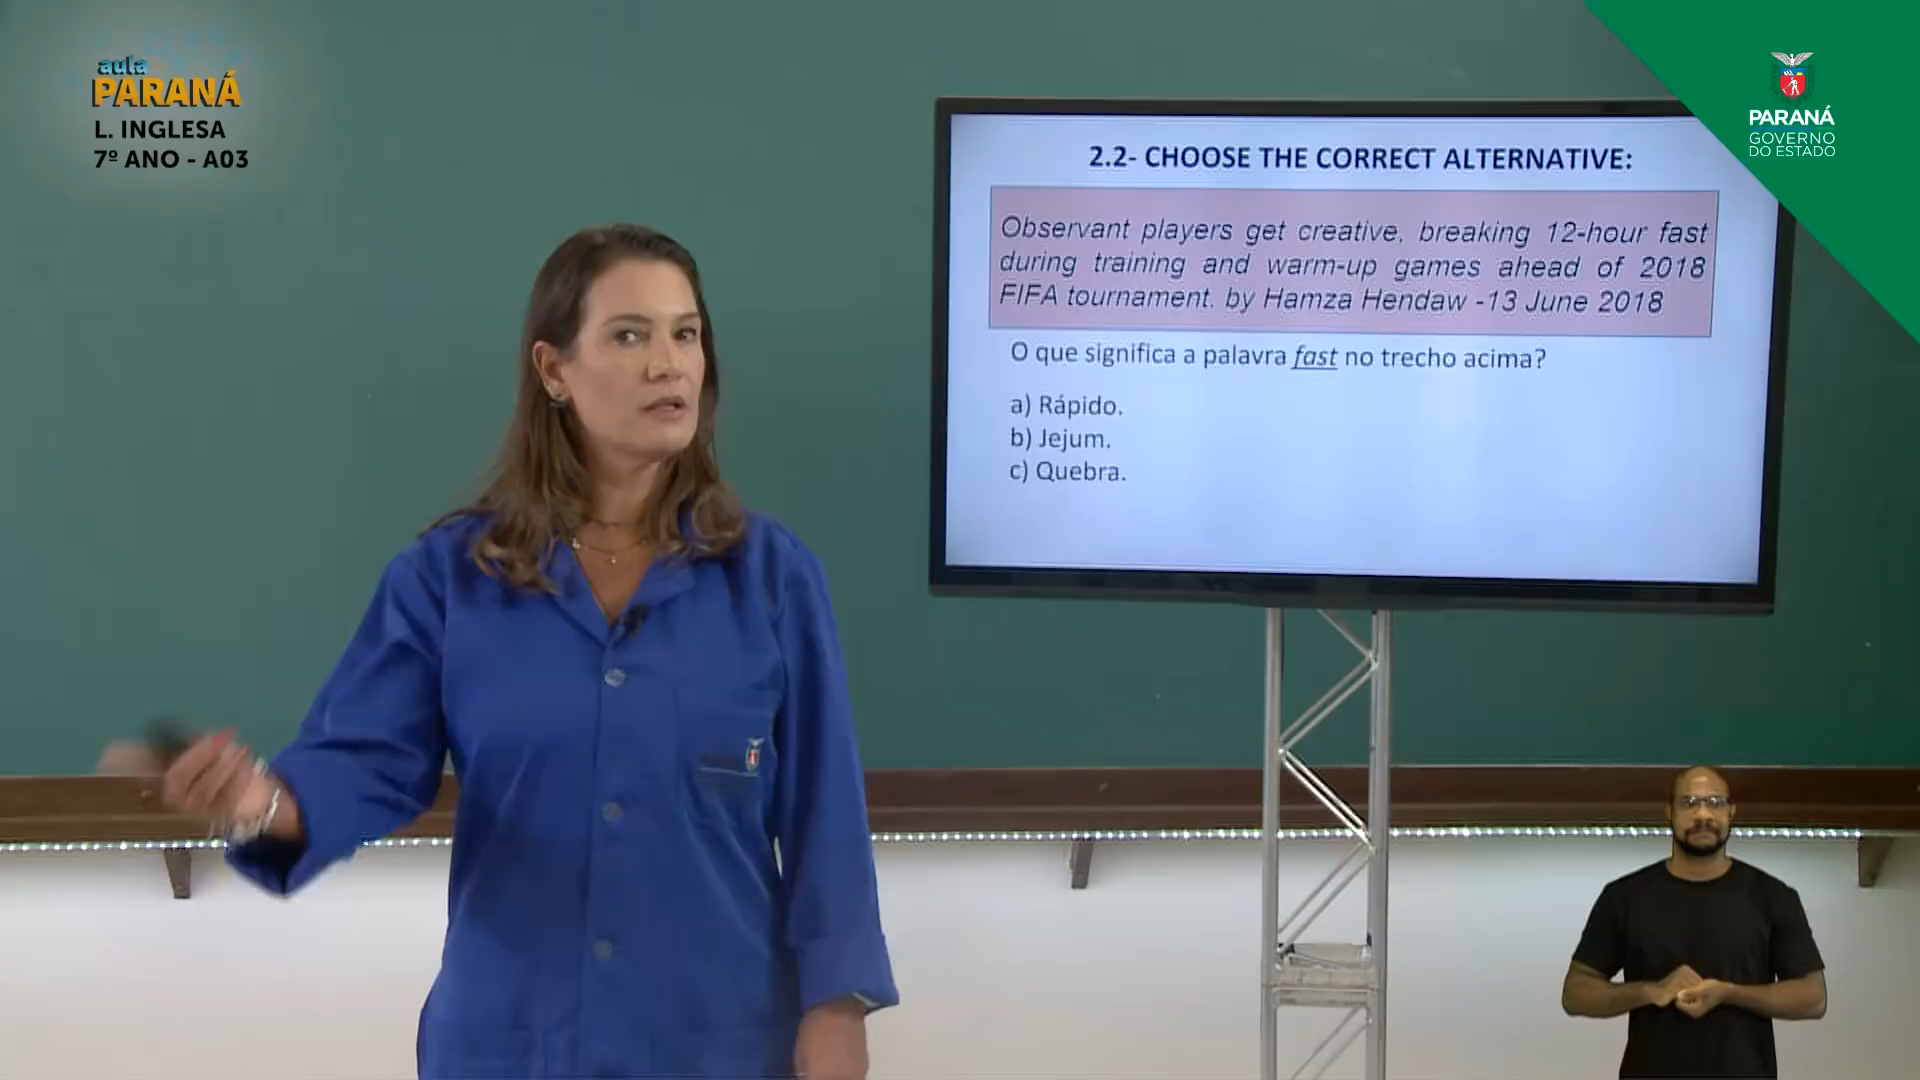 aula
PARANÁ
L. INGLESA
7º ANO - A03
2.2- CHOOSE THE CORRECT ALTERNATIVE:
Observant players get creative, breaking 12-hour fast
during training and warm-up games ahead of 2018
FIFA tournament. by Hamza Hendaw -13 June 2018
O que significa a palavra fast no trecho acima?
a) Rápido.
b) Jejum.
c) Quebra.
PARANÁ
GOVERNO
DO ESTADO